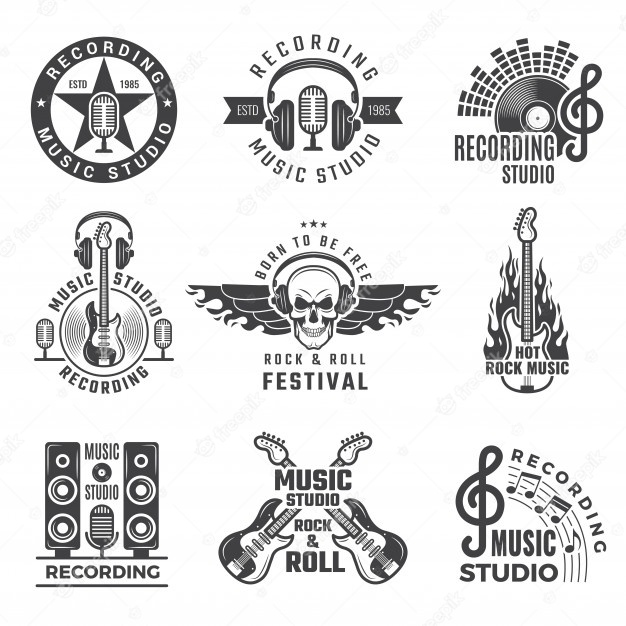 RECORDING
ESTD 1985
MUSIC STUDIO
RECORDING
ESTD 1985
MUSIC STUDIO
RECORDING
STUDIO
MUSIC STUDIO
RECORDING
BORN TO BE FREE
ROCK & ROLL
FESTIVAL
HOT
ROCK MUSIC
MUSIC
STUDIO
RECORDING
MUSIC
STUDIO
ROCK
&
ROLL
RECORDING
MUSIC
STUDIO